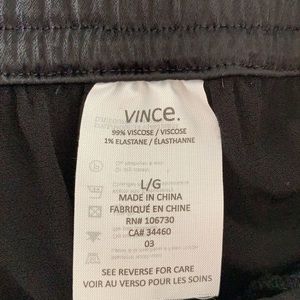 VINCE.
99% VISCOSE / VISCOSE
1% ELASTANE / ÉLASTHANNE
L/G
MADE IN CHINA
FABRIQUÉ EN CHINE
RN# 106730
CA# 34460
03
SEE REVERSE FOR CARE
VOIR AU VERSO POUR LES SOINS